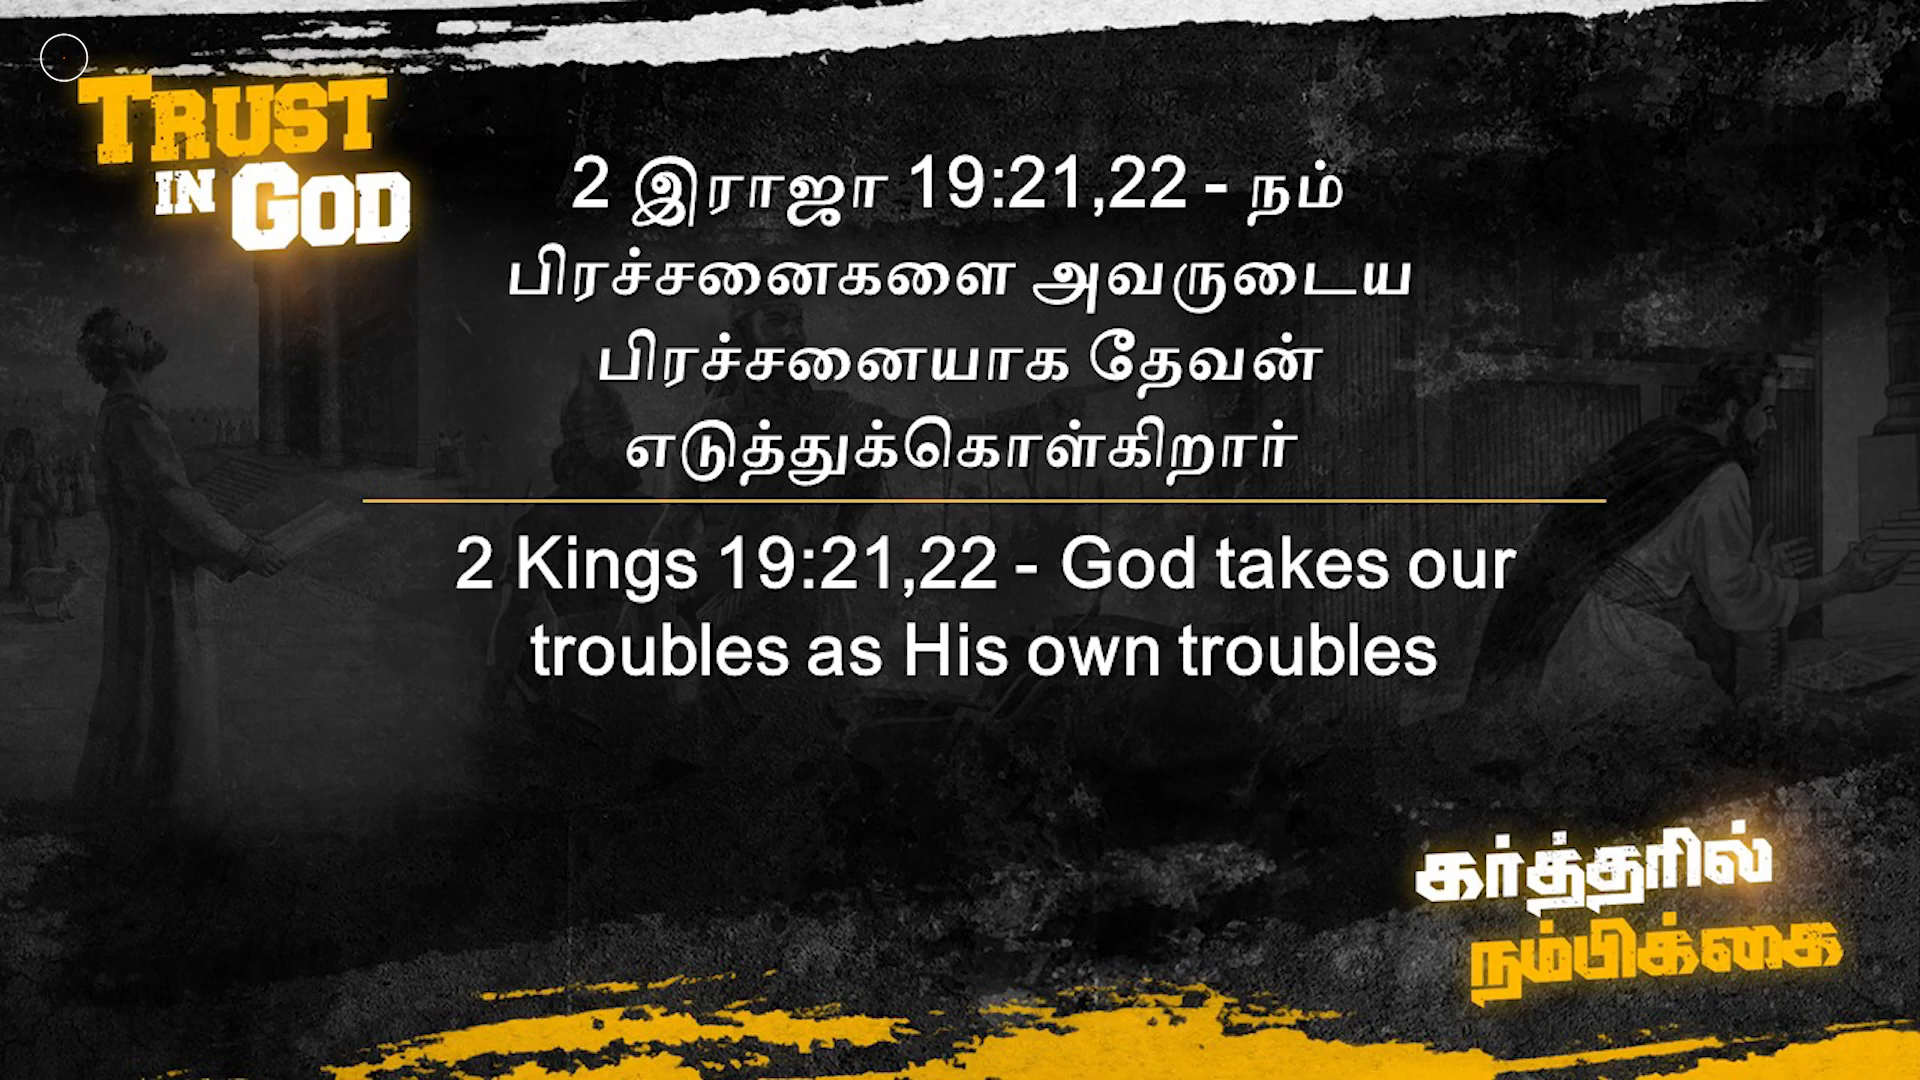 TRUST
IN GOD
2 இராஜா 19:21,22 - நம்
பிரச்சனைகளை அவருடைய
பிரச்சனையாக தேவன்
எடுத்துக்கொள்கிறார்
2 Kings 19:21,22 - God takes our
troubles as His own troubles
கர்த்தரில்
நம்பிக்கை